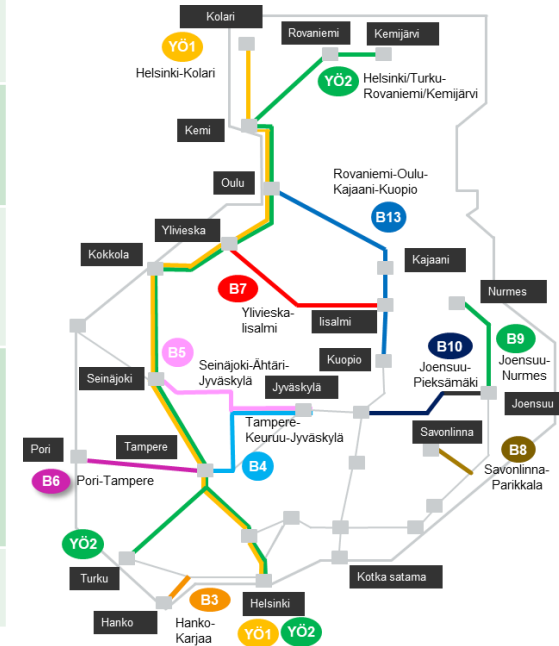 Kolari
YÖ1
Helsinki-Kolari
Rovaniemi
Kemijärvi
YÖ2
Helsinki/Turku-
Rovaniemi/Kemijärvi
Kemi
Oulu
Rovaniemi-Oulu-
Kajaani-Kuopio
B13
Ylivieska
Kokkola
Kajaani
B7
Ylivieska-
Iisalmi
Iisalmi
Nurmes
B10
Joensuu-
Pieksämäki
B9
Joensuu-
Nurmes
Kuopio
B5
Seinäjoki-Ähtäri-
Jyväskylä
Seinäjoki
Jyväskylä
Joensuu
Tampere-
Keuruu-Jyväskylä
B4
Savonlinna
B8
Savonlinna-
Parikkala
Pori
Tampere
B6
Pori-Tampere
YÖ2
Turku
Kotka satama
B3
Hanko-
Karjaa
Hanko
Helsinki
YÖ1
YÖ2